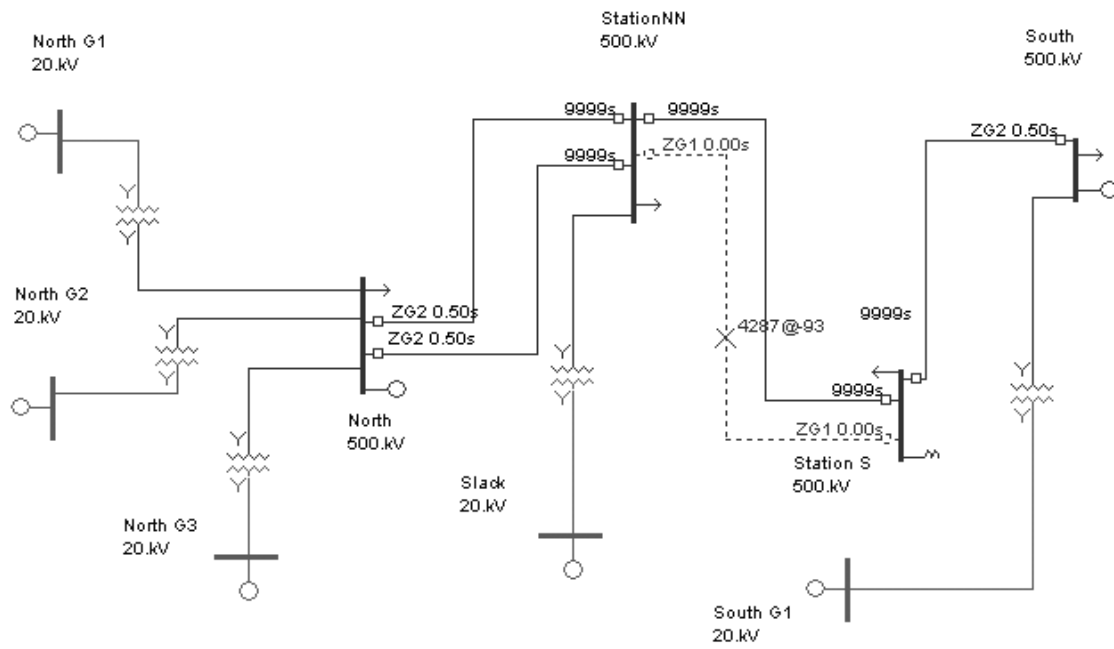 StationNN
500.kV
South
500.kV
North G1
20.kV
9999s
9999s
ZG2 0.50s
9999s
ZG1 0.00s
North G2
20.kV
ZG2 0.50s
ZG2 0.50s
4287@-93
9999s
9999s
North
500.kV
ZG1 0.00s
Station S
500.kV
Slack
20.kV
North G3
20.kV
South G1
20.kV